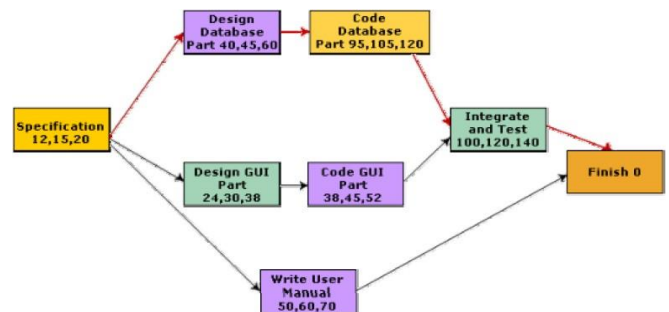 Design
Database
Part 40,45,60
Code
Database
Part 95,105,120
Specification
12,15,20
Integrate
and Test
100,120,140
Design GUI
Part
24,30,38
Code GUI
Part
38,45,52
Finish 0
Write User
Manual
50,60,70